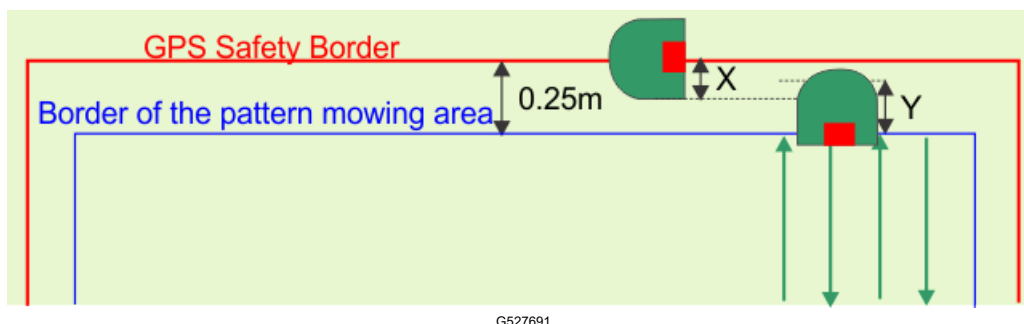 GPS Safety Border
0.25m
X
Border of the pattern mowing area
Y
G527691